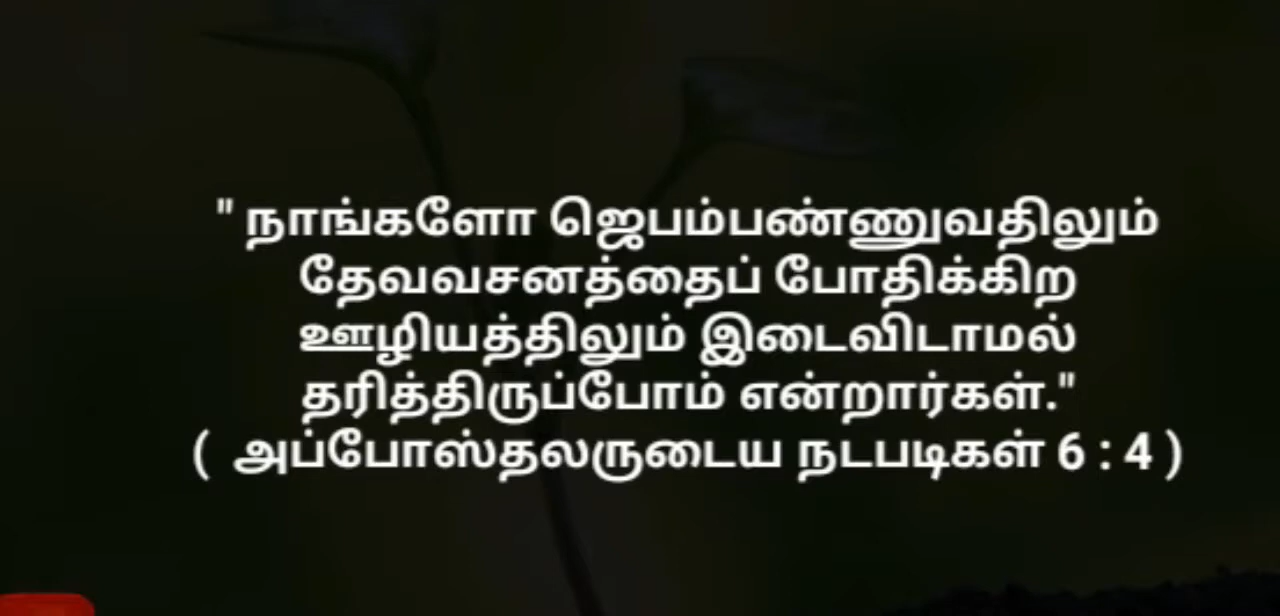 " நாங்களோ ஜெபம்பண்ணுவதிலும்
தேவவசனத்தைப் போதிக்கிற
ஊழியத்திலும் இடைவிடாமல்
தரித்திருப்போம் என்றார்கள்."
( அப்போஸ்தலருடைய நடபடிகள் 6 : 4 )